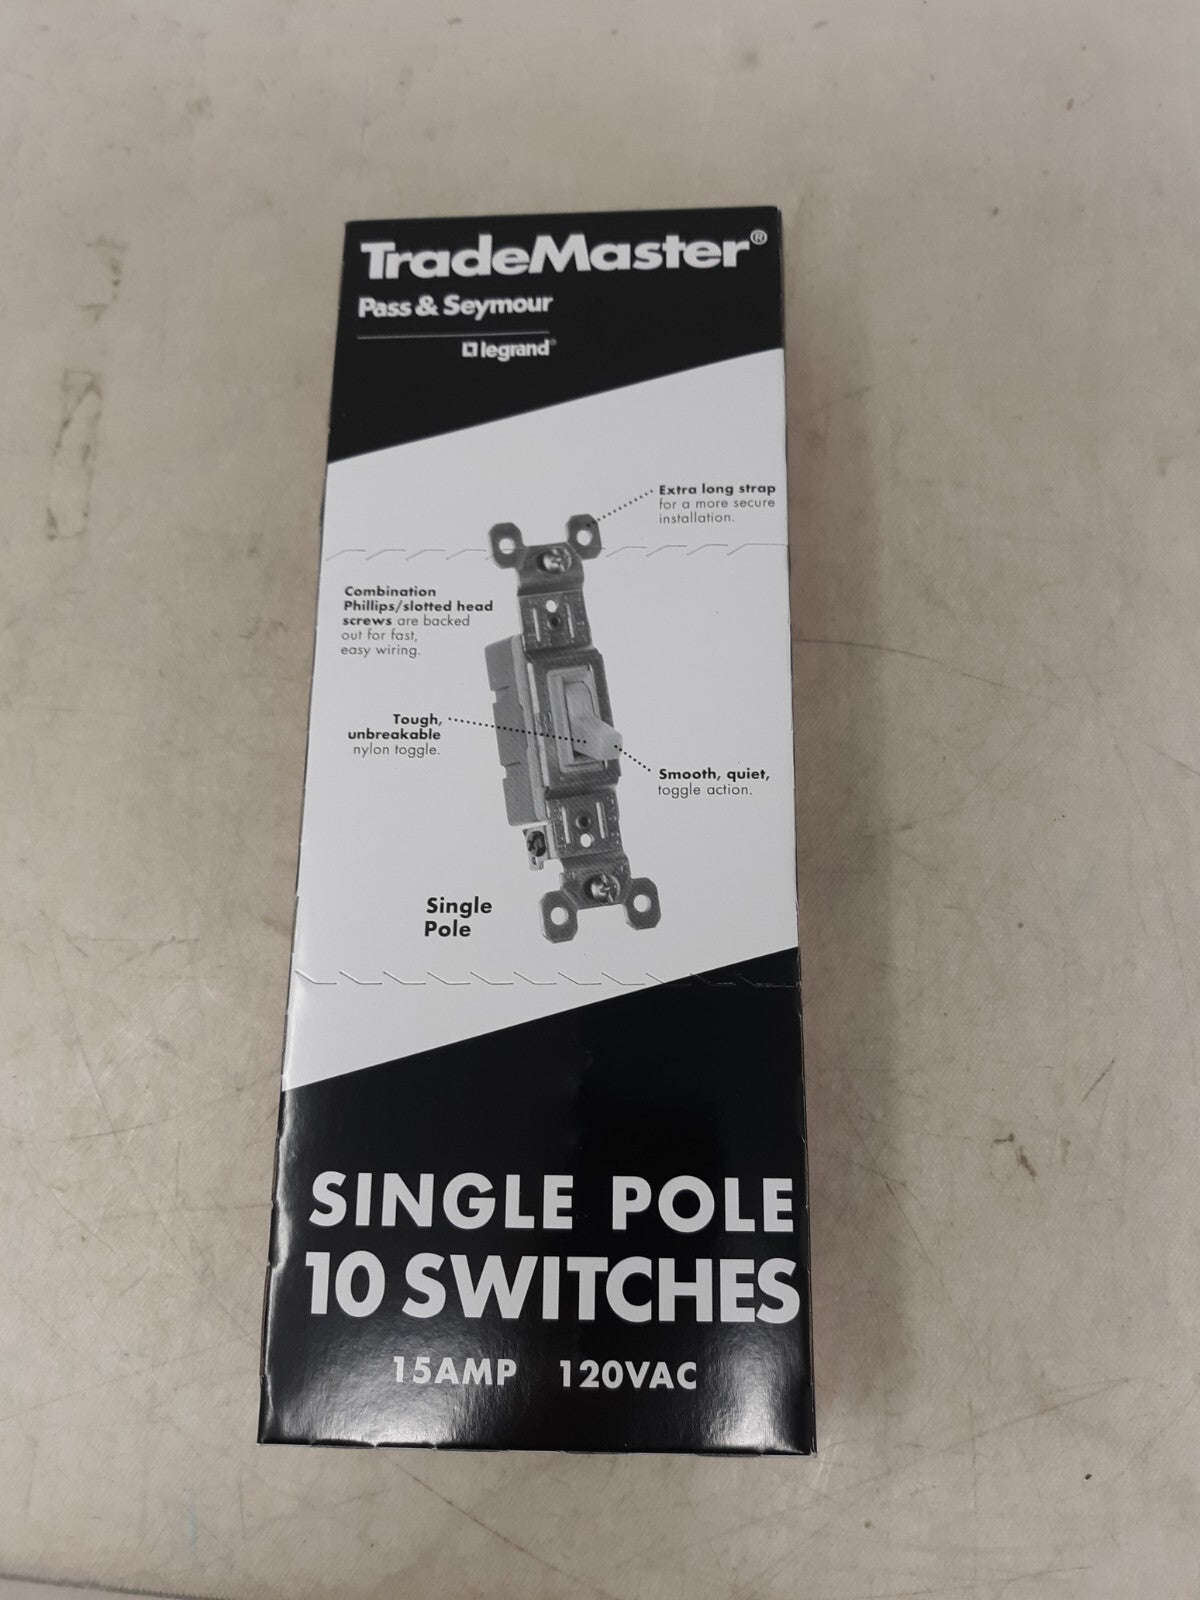 TradeMaster®
Pass & Seymour
legrand®
Extra long strap
for a more secure
installation.
Combination
Phillips/slotted head
screws are backed
out for fast,
easy wiring.
Tough,
unbreakable
nylon toggle.
Smooth, quiet,
toggle action.
Single
Pole
SINGLE POLE
10 SWITCHES
15AMP 120VAC